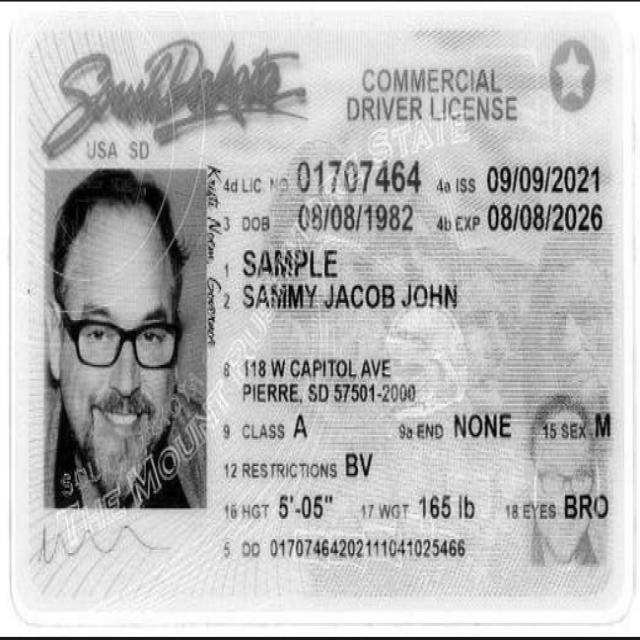 South Dakota
COMMERCIAL
DRIVER LICENSE
USA SD
4d LIC. NO 01707464 4a ISS 09/09/2021
3 DOB 08/08/1982 4b EXP 08/08/2026
1 SAMPLE
2 SAMMY JACOB JOHN
8 118 W CAPITOL AVE
PIERRE, SD 57501-2000
9 CLASS A 9a END NONE 15 SEX M
12 RESTRICTIONS BV
16 HGT 5'-05" 17 WGT 165 lb 18 EYES BRO
5 DD 01707464202111041025466
Kristi Noem Governor
THE MOUNT RUSHMORE STATE